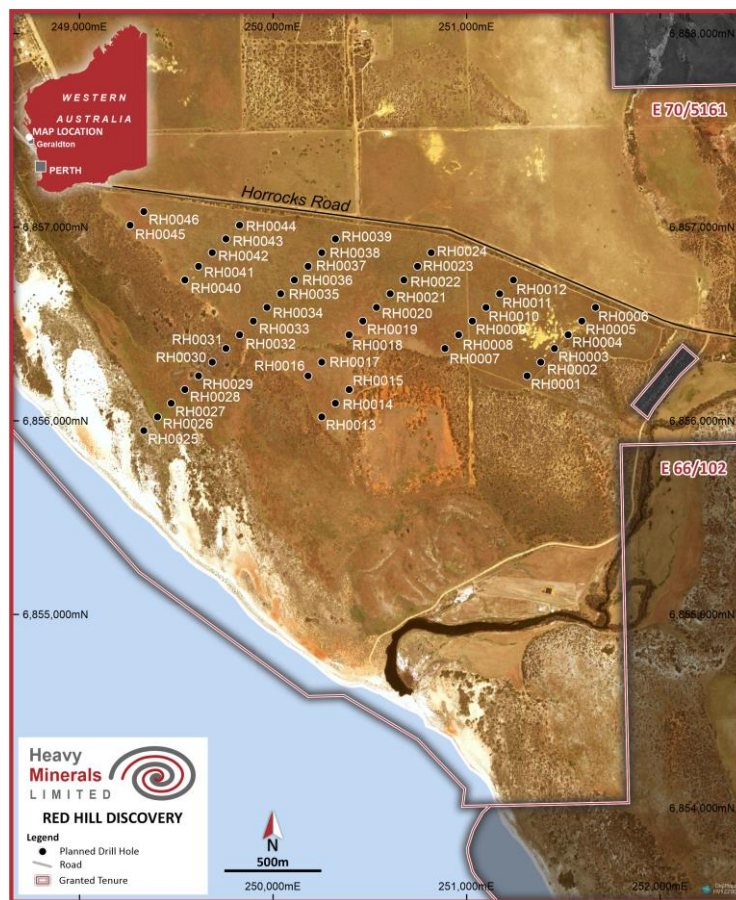 249,000mE
250,000mE
251,000mE
6,858,000mN
WESTERN
AUSTRALIA
MAP LOCATION
Geraldton
PERTH
E 70/5161
Horrocks Road
6,857,000mN
6,857,000mN
RH0046
RH0045
RH0044
RH0043
RH0042
RH0041
RH0040
RH0039
RH0038
RH0037
RH0036
RH0035
RH0034
RH0033
RH0032
RH0031
RH0030
RH0029
RH0028
RH0027
RH0026
RH0025
RH0024
RH0023
RH0022
RH0021
RH0020
RH0019
RH0018
RH0017
RH0016
RH0015
RH0014
RH0013
RH0012
RH0011
RH0010
RH0009
RH0008
RH0007
RH0006
RH0005
RH0004
RH0003
RH0002
RH0001
6,856,000mN
6,856,000mN
E 66/102
6,855,000mN
6,855,000mN
6,854,000mN
Heavy
Minerals
LIMITED
RED HILL DISCOVERY
Legend
Planned Drill Hole
Road
Granted Tenure
N
500m
250,000mE
251,000mE
252,000mE